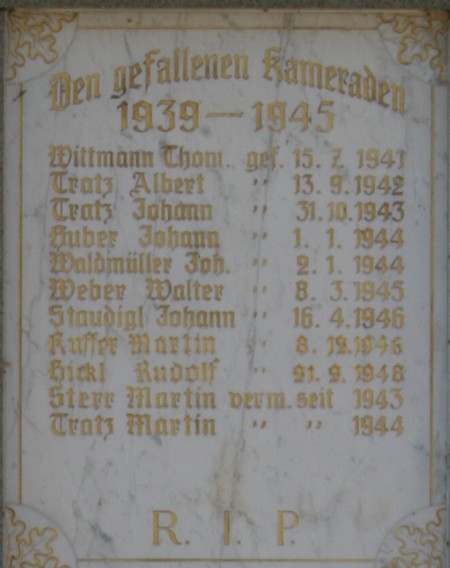 Den gefallenen Kameraden
1939 — 1945
Wittmann Thom. gef. 15. 7. 1941
Tratz Albert " 13. 9. 1942
Tratz Johann " 31. 10. 1943
Huber Johann " 1. 1. 1944
Waldmüller Joh. " 2. 1. 1944
Weber Walter " 8. 3. 1945
Staudigl Johann " 16. 4. 1946
Ruffer Martin " 8. 12. 1946
Hickl Rudolf " 21. 9. 1948
Sterr Martin verm. seit 1943
Tratz Martin " " 1944
R. I. P.